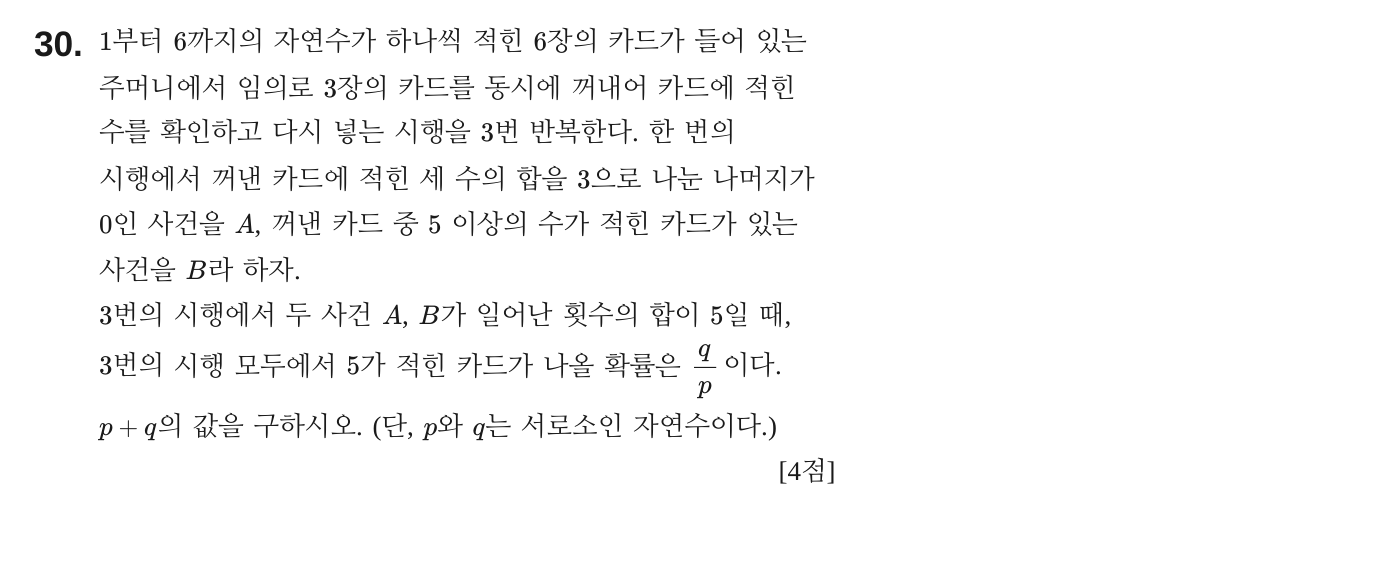 30. 1부터 6까지의 자연수가 하나씩 적힌 6장의 카드가 들어 있는
주머니에서 임의로 3장의 카드를 동시에 꺼내어 카드에 적힌
수를 확인하고 다시 넣는 시행을 3번 반복한다. 한 번의
시행에서 꺼낸 카드에 적힌 세 수의 합을 3으로 나눈 나머지가
0인 사건을 A, 꺼낸 카드 중 5 이상의 수가 적힌 카드가 있는
사건을 B라 하자.
3번의 시행에서 두 사건 A, B가 일어난 횟수의 합이 5일 때,
3번의 시행 모두에서 5가 적힌 카드가 나올 확률은 q/p 이다.
p+q의 값을 구하시오. (단, p와 q는 서로소인 자연수이다.)
[4점]